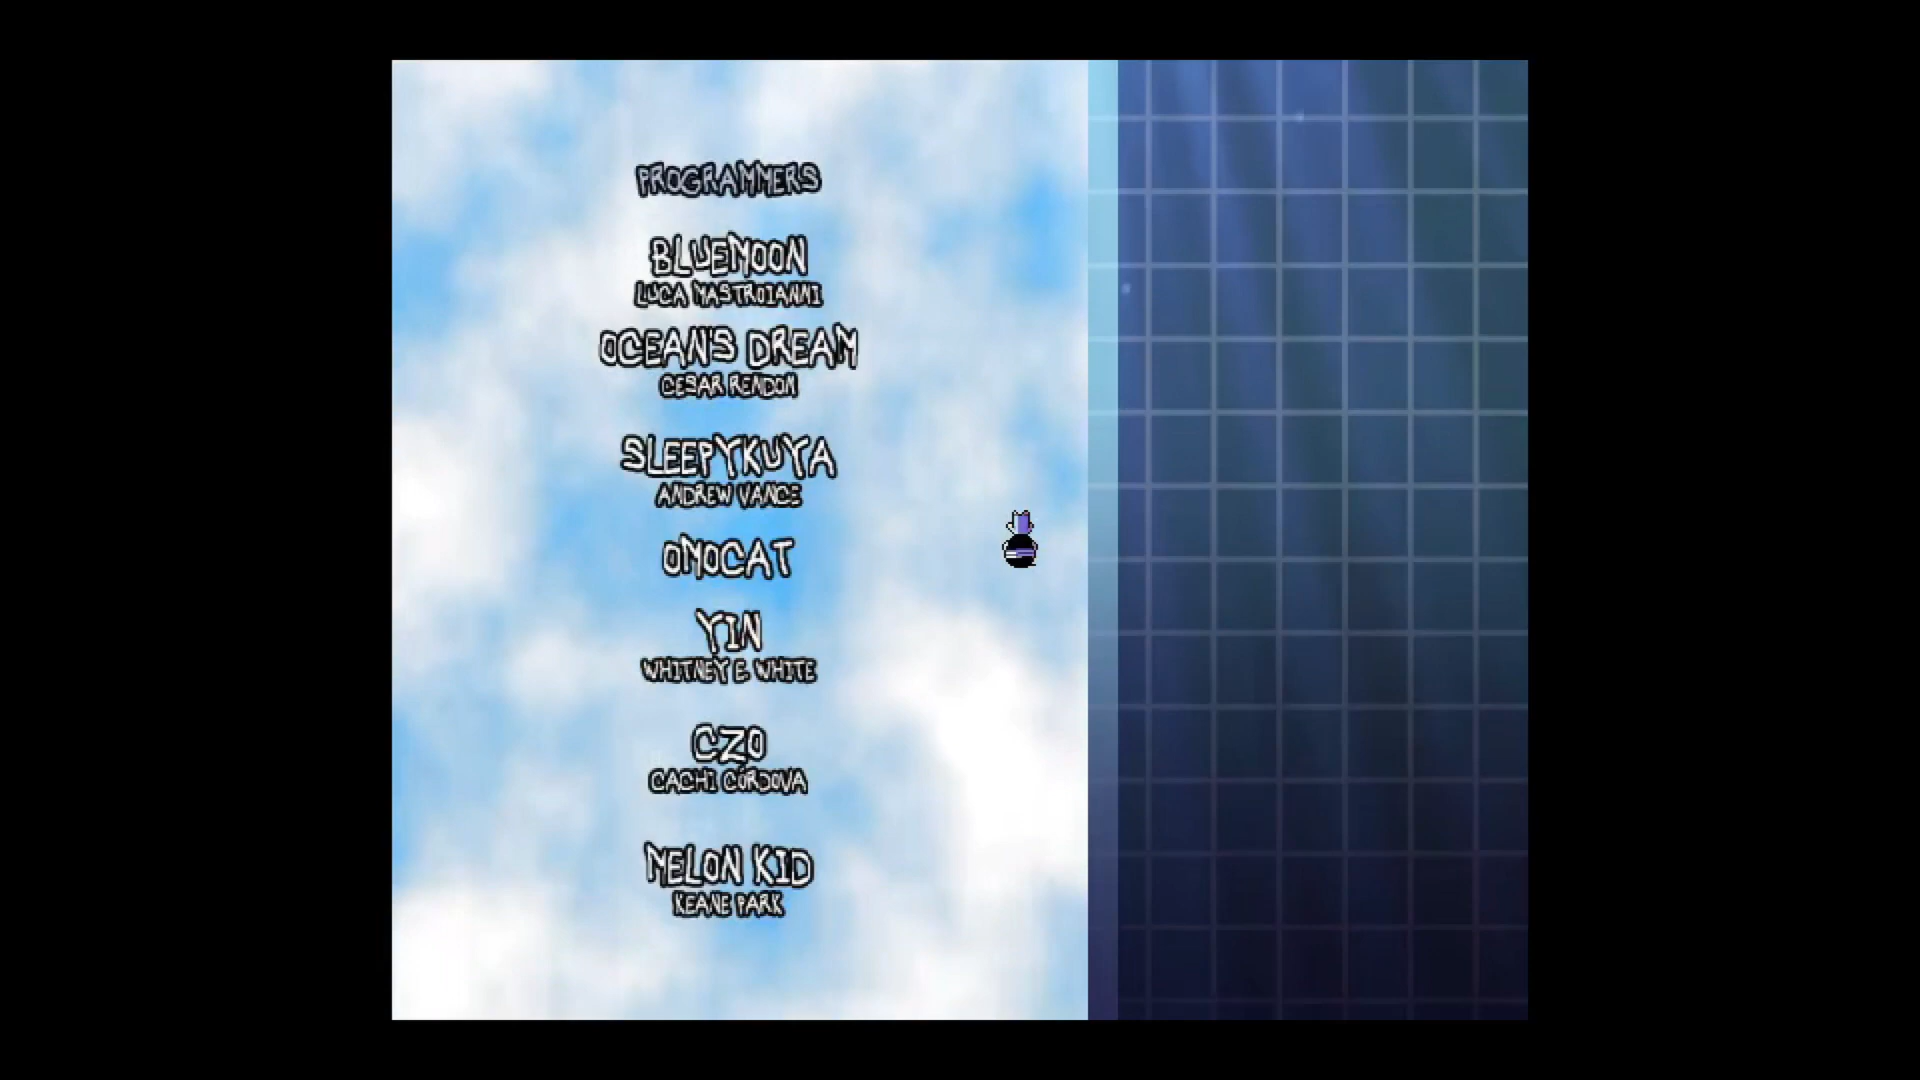 PROGRAMMERS
BLUEMOON
LUCA MASTROIANNI
OCEAN'S DREAM
CESAR RENDON
SLEEPYKUYA
ANDREW VANCE
OMOCAT
YIN
WHITNEY E. WHITE
CZO
CACHI CÓRDOVA
MELON KID
KEANE PARK